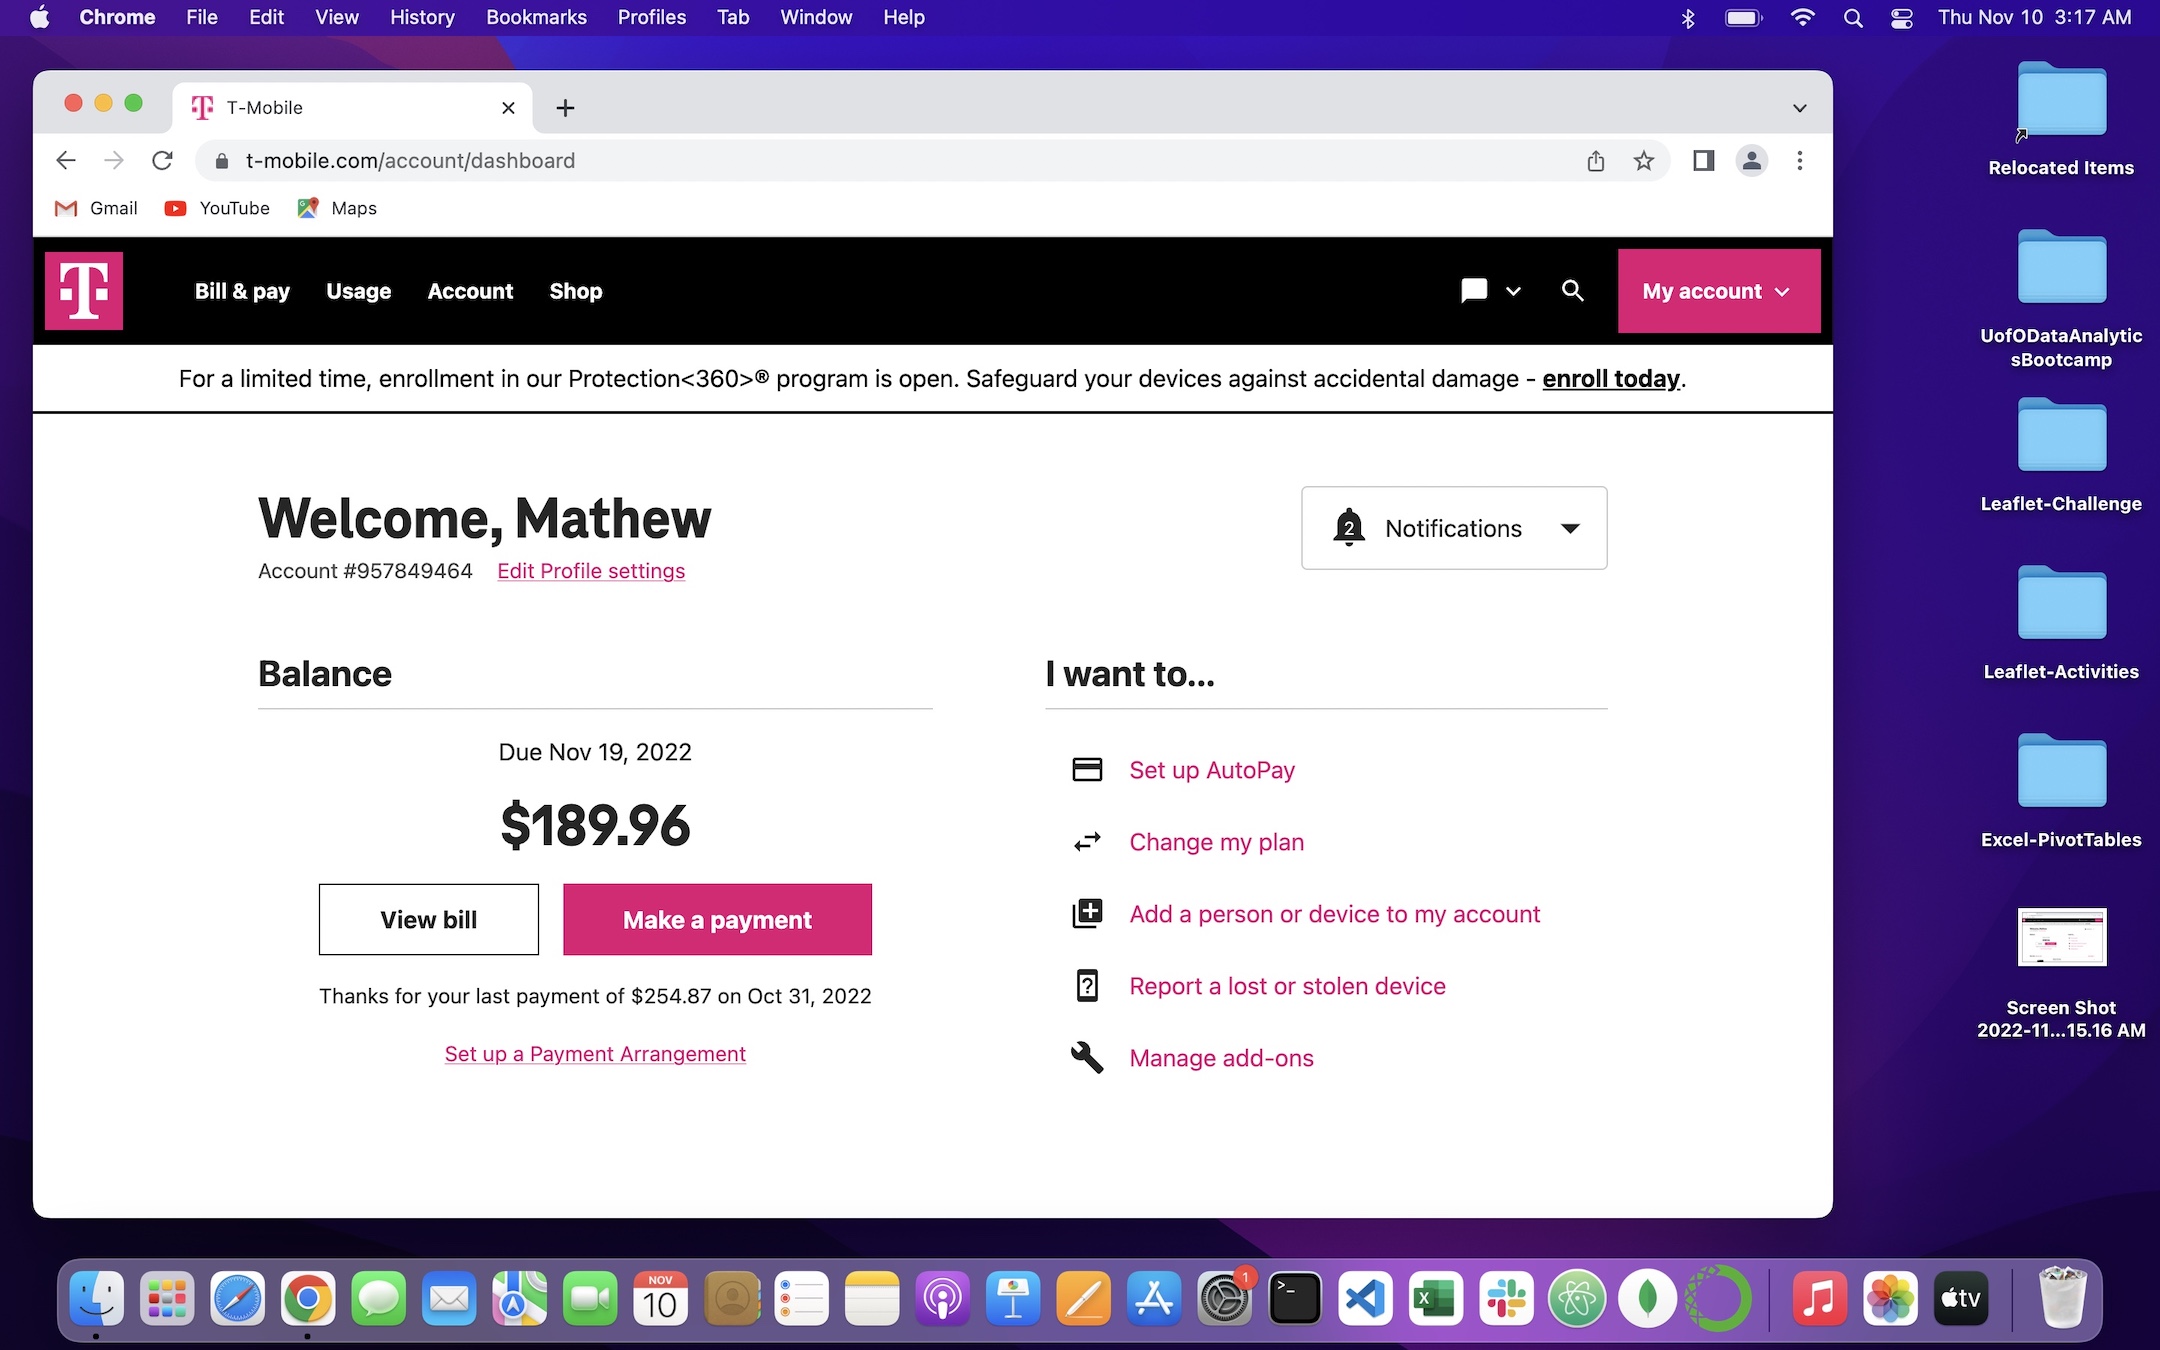 Chrome File Edit View History Bookmarks Profiles Tab Window Help Thu Nov 10 3:17 AM
T-Mobile
t-mobile.com/account/dashboard
Gmail YouTube Maps
T Bill & pay Usage Account Shop My account
For a limited time, enrollment in our Protection<360>® program is open. Safeguard your devices against accidental damage - enroll today.
Welcome, Mathew
Account #957849464 Edit Profile settings
2 Notifications
Balance
Due Nov 19, 2022
$189.96
View bill Make a payment
Thanks for your last payment of $254.87 on Oct 31, 2022
Set up a Payment Arrangement
I want to...
Set up AutoPay
Change my plan
Add a person or device to my account
Report a lost or stolen device
Manage add-ons
Relocated Items
UofODataAnalytic
sBootcamp
Leaflet-Challenge
Leaflet-Activities
Excel-PivotTables
Screen Shot
2022-11...15.16 AM
NOV
10
1
tv